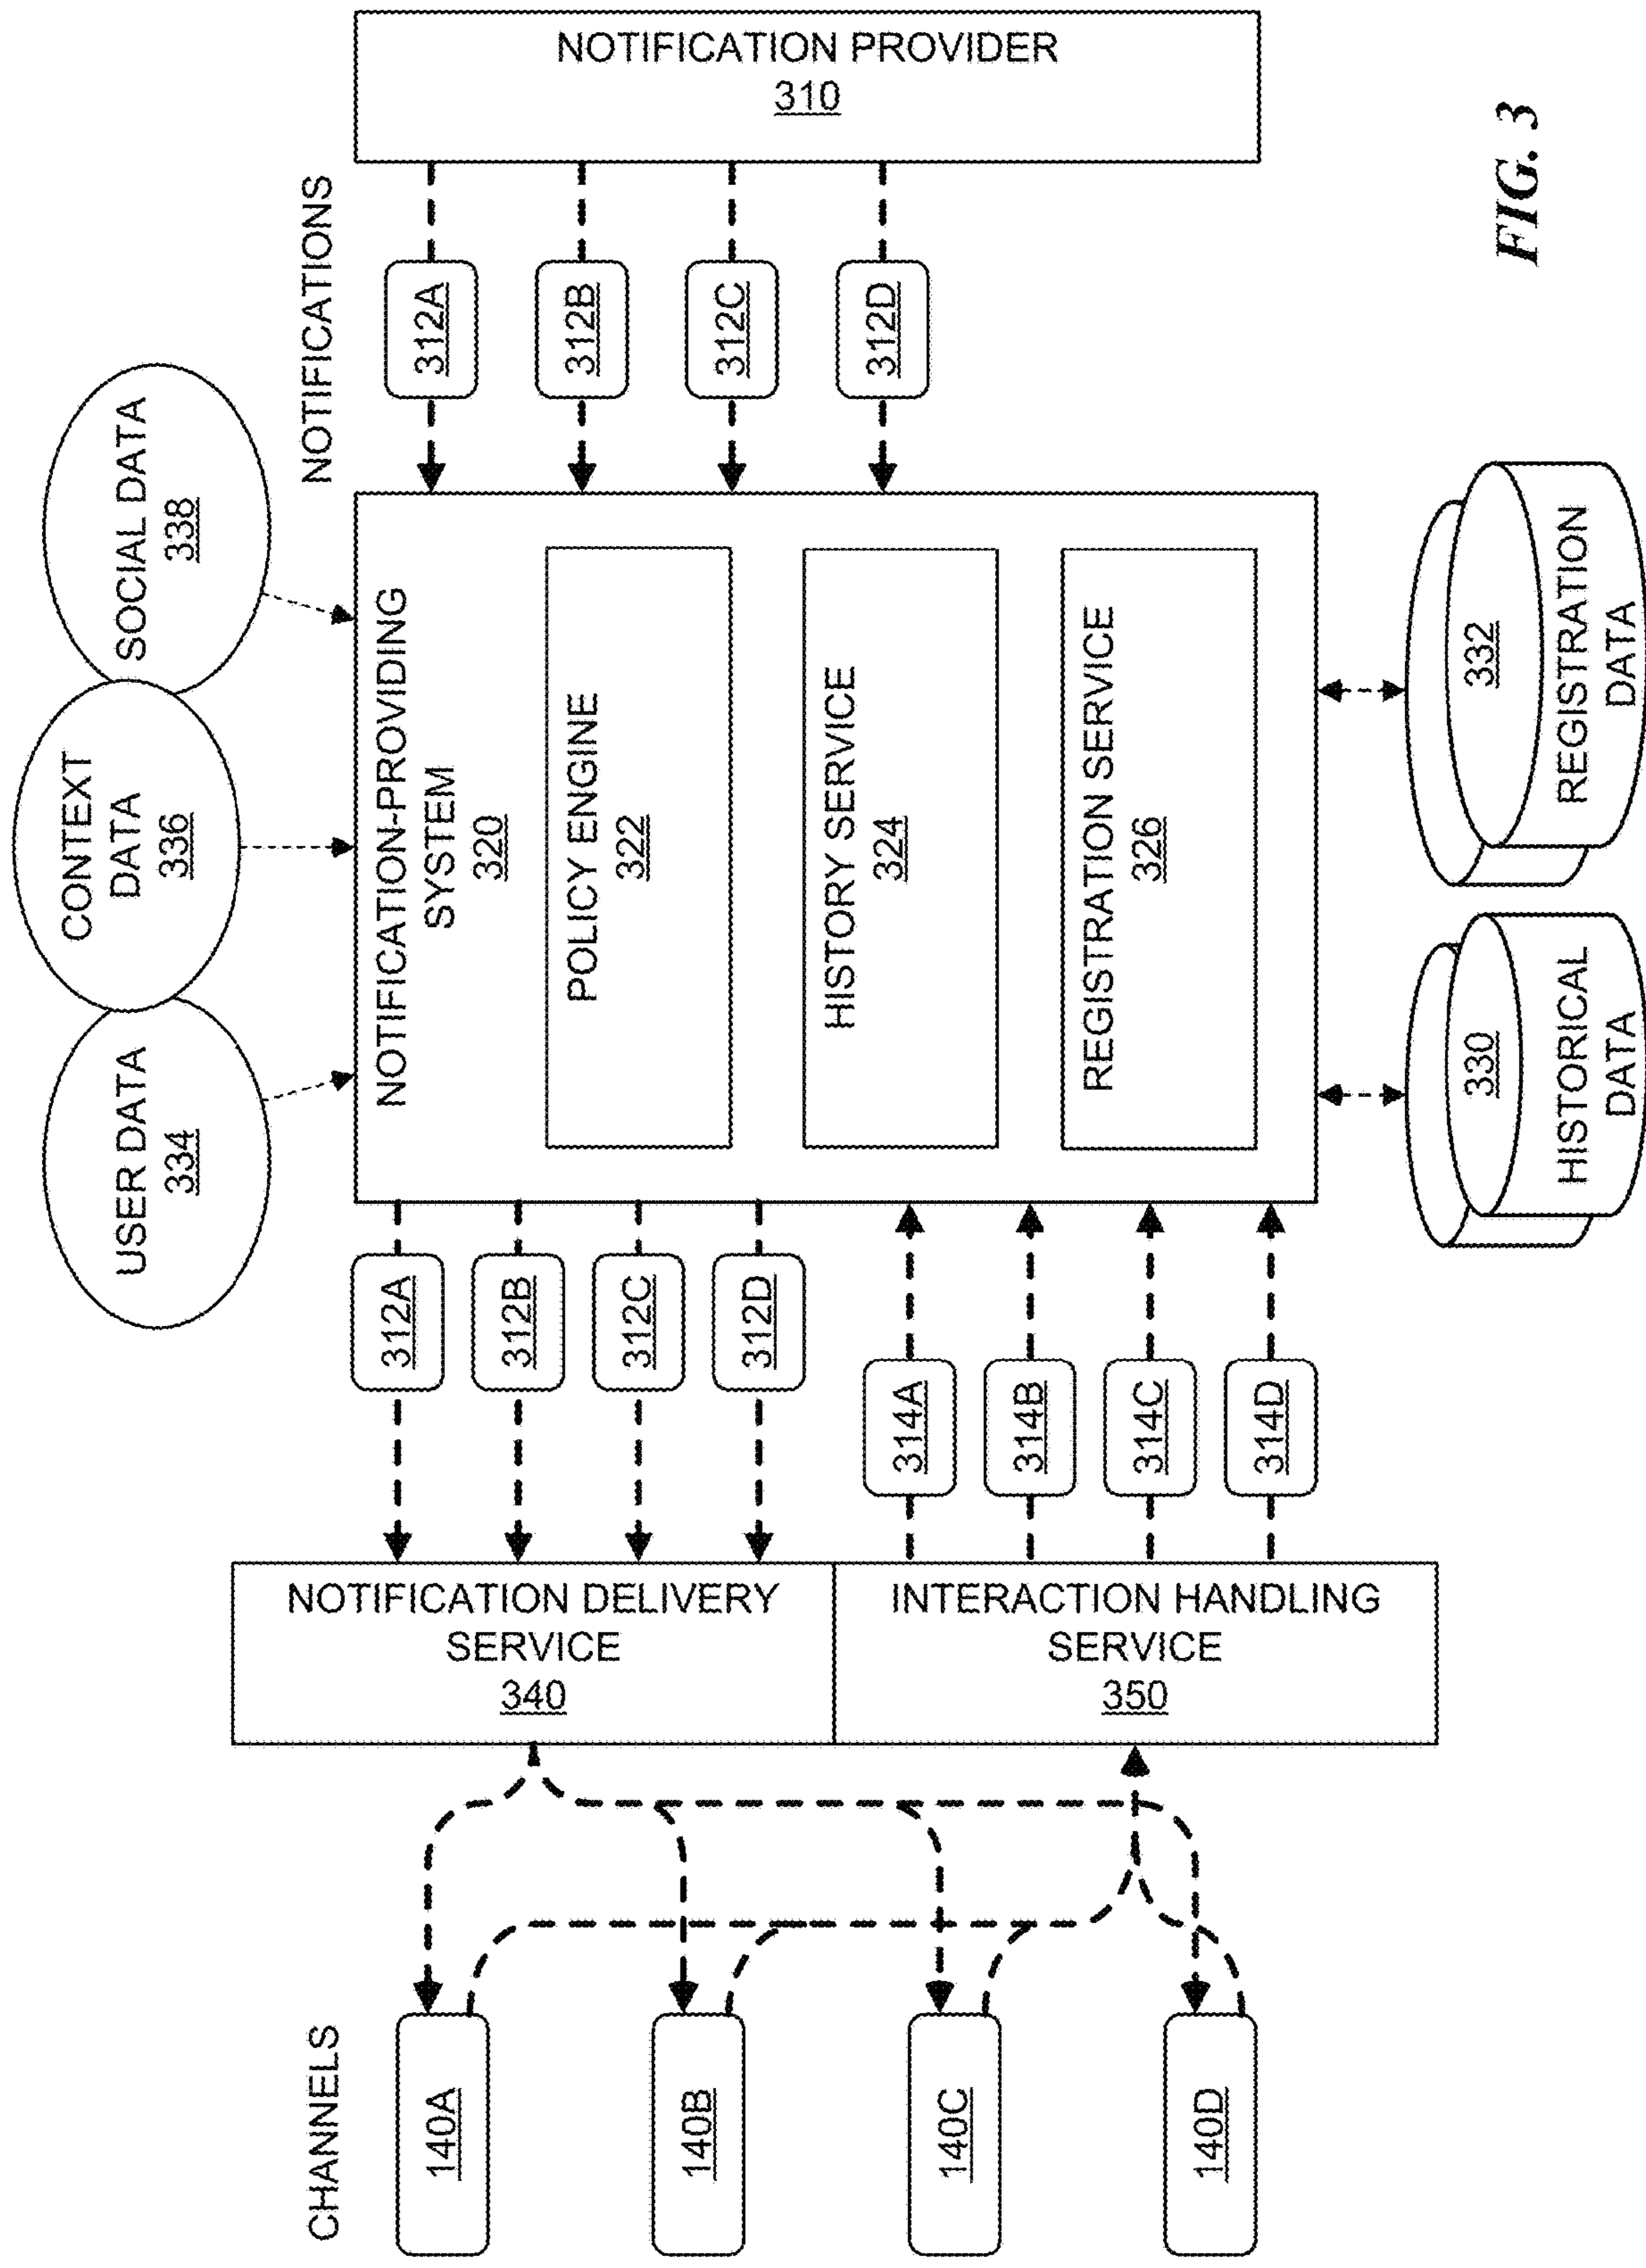 CHANNELS
140A
140B
140C
140D
NOTIFICATION DELIVERY
SERVICE
340
INTERACTION HANDLING
SERVICE
350
312A
312B
312C
312D
314A
314B
314C
314D
USER DATA
334
CONTEXT
DATA
336
SOCIAL DATA
338
NOTIFICATION-PROVIDING
SYSTEM
320
POLICY ENGINE
322
HISTORY SERVICE
324
REGISTRATION SERVICE
326
330
HISTORICAL
DATA
332
REGISTRATION
DATA
NOTIFICATIONS
312A
312B
312C
312D
NOTIFICATION PROVIDER
310
FIG. 3